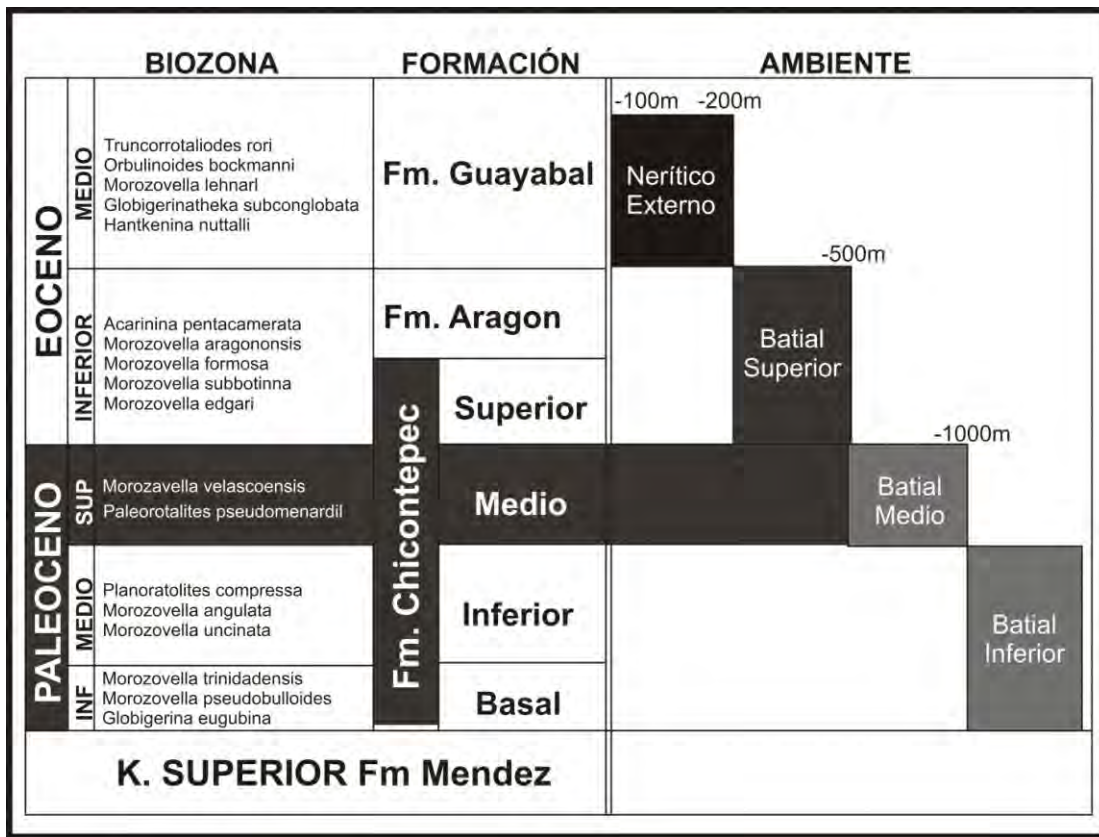 BIOZONA
FORMACIÓN
AMBIENTE
EOCENO
MEDIO
Truncorrotaliodes rori
Orbulinoides bockmanni
Morozovella lehnarl
Globigerinatheka subconglobata
Hantkenina nuttalli
Fm. Guayabal
-100m
-200m
Nerítico
Externo
INFERIOR
Acarinina pentacamerata
Morozovella aragononsis
Morozovella formosa
Morozovella subbotinna
Morozovella edgari
Fm. Aragon
Fm. Chicontepec
Superior
-500m
Batial
Superior
PALEOCENO
SUP
Morozavella velascoensis
Paleorotalites pseudomenardil
Medio
-1000m
Batial
Medio
MEDIO
Planoratolites compressa
Morozovella angulata
Morozovella uncinata
Inferior
Batial
Inferior
INF
Morozovella trinidadensis
Morozovella pseudobulloides
Globigerina eugubina
Basal
K. SUPERIOR Fm Mendez